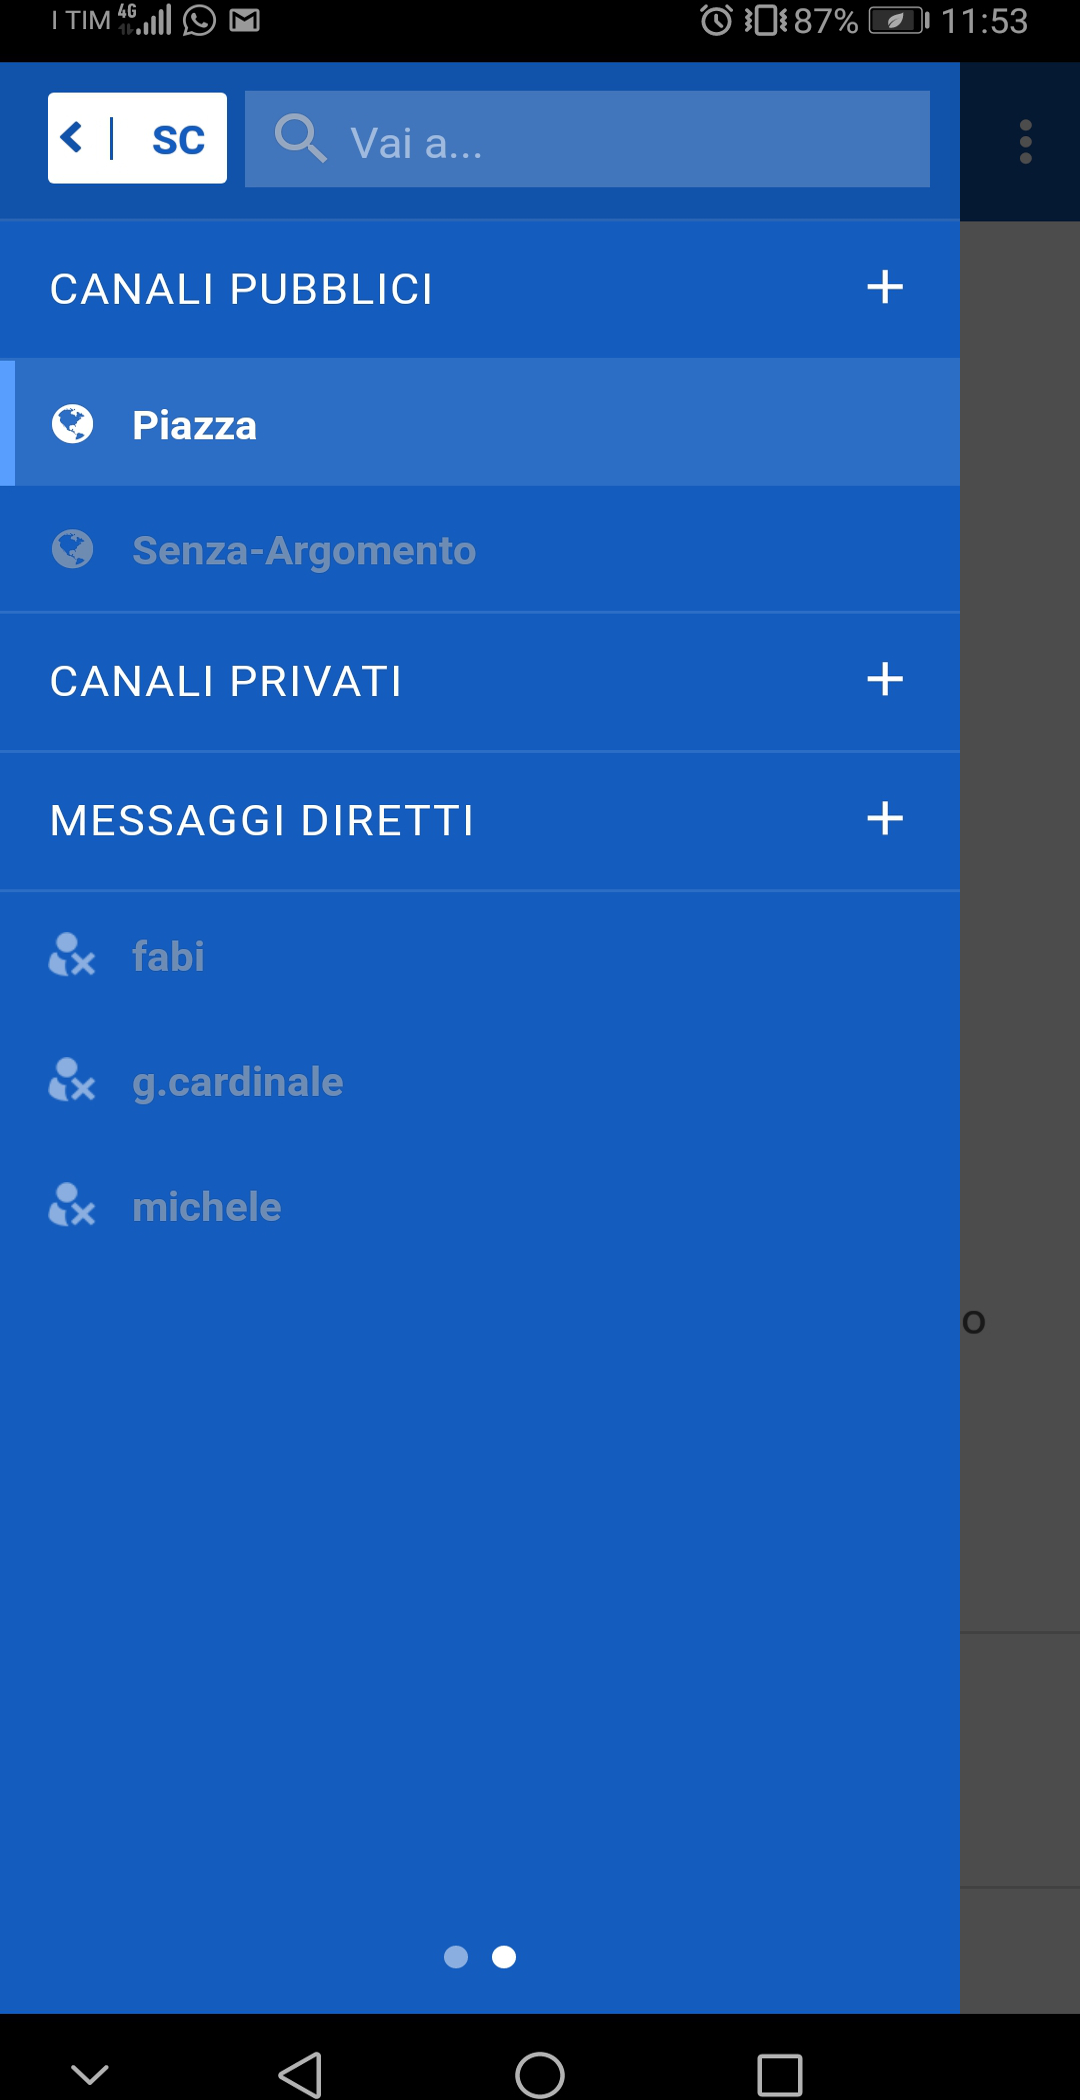 I TIM 4G 87% 11:53
SC Vai a...
CANALI PUBBLICI +
Piazza
Senza-Argomento
CANALI PRIVATI +
MESSAGGI DIRETTI +
fabi
g.cardinale
michele
o